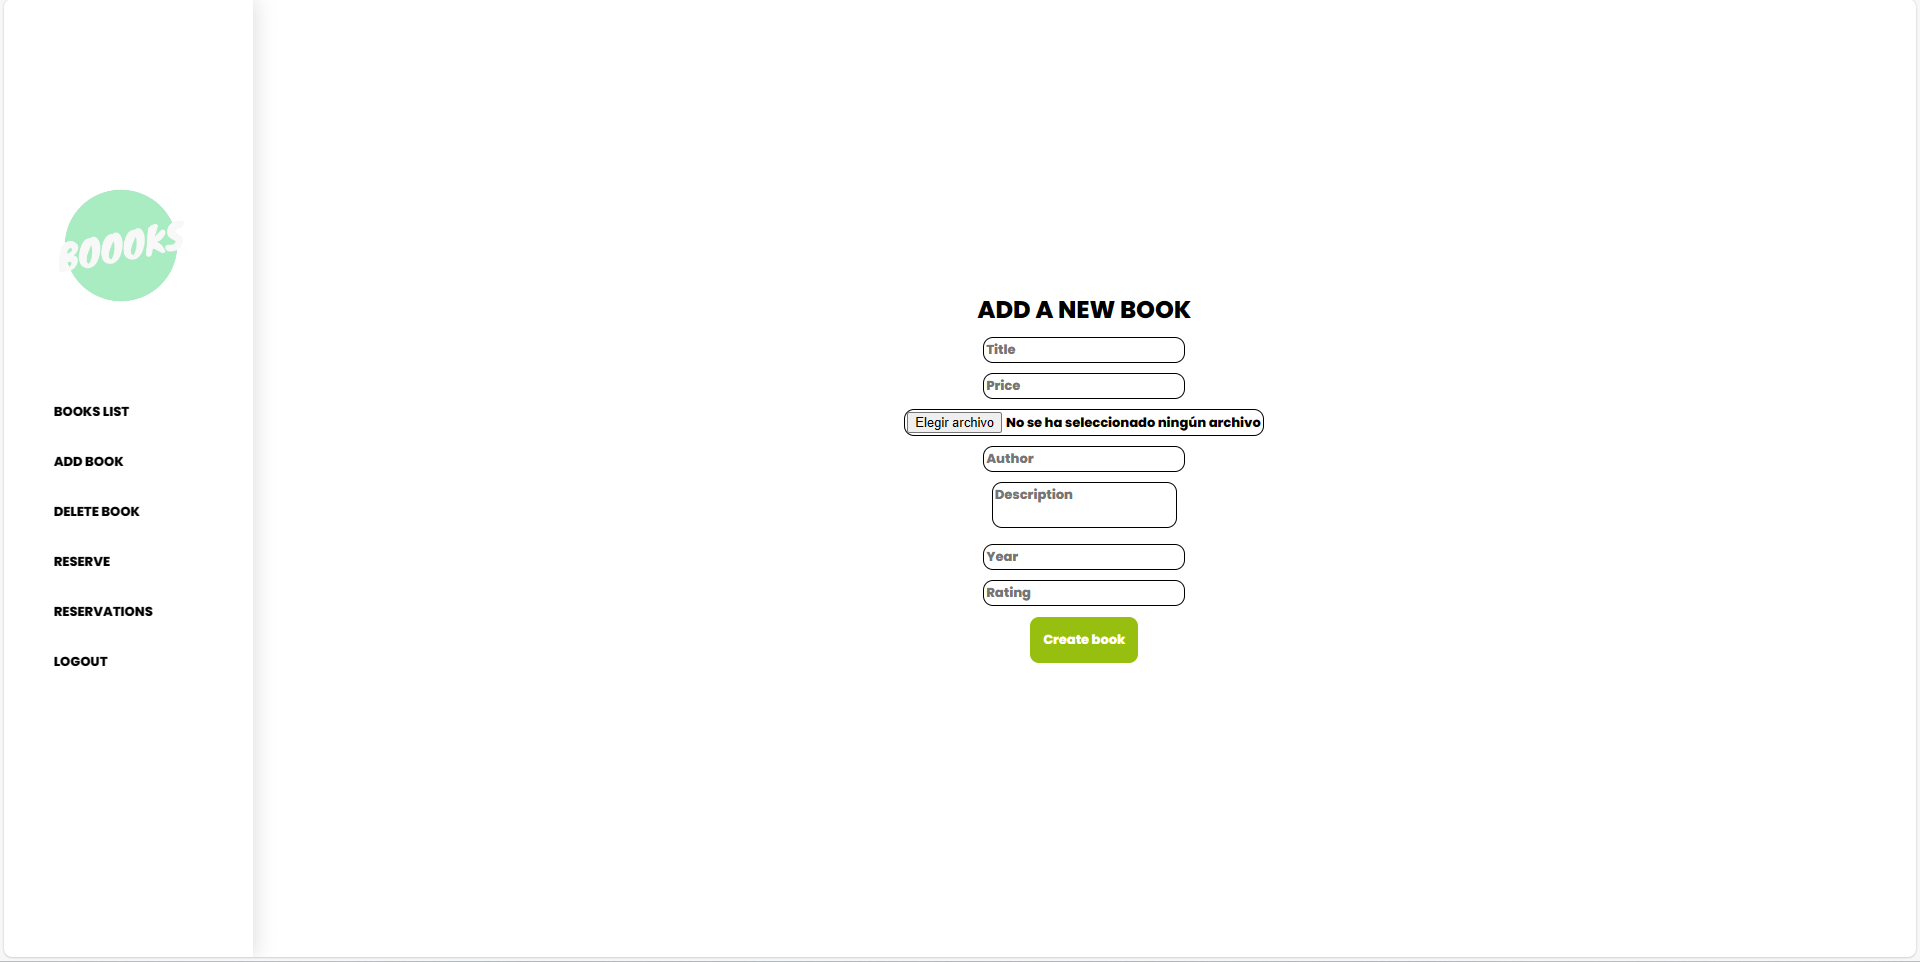 BOOOKS
BOOKS LIST
ADD BOOK
DELETE BOOK
RESERVE
RESERVATIONS
LOGOUT
ADD A NEW BOOK
Title
Price
Elegir archivo No se ha seleccionado ningún archivo
Author
Description
Year
Rating
Create book